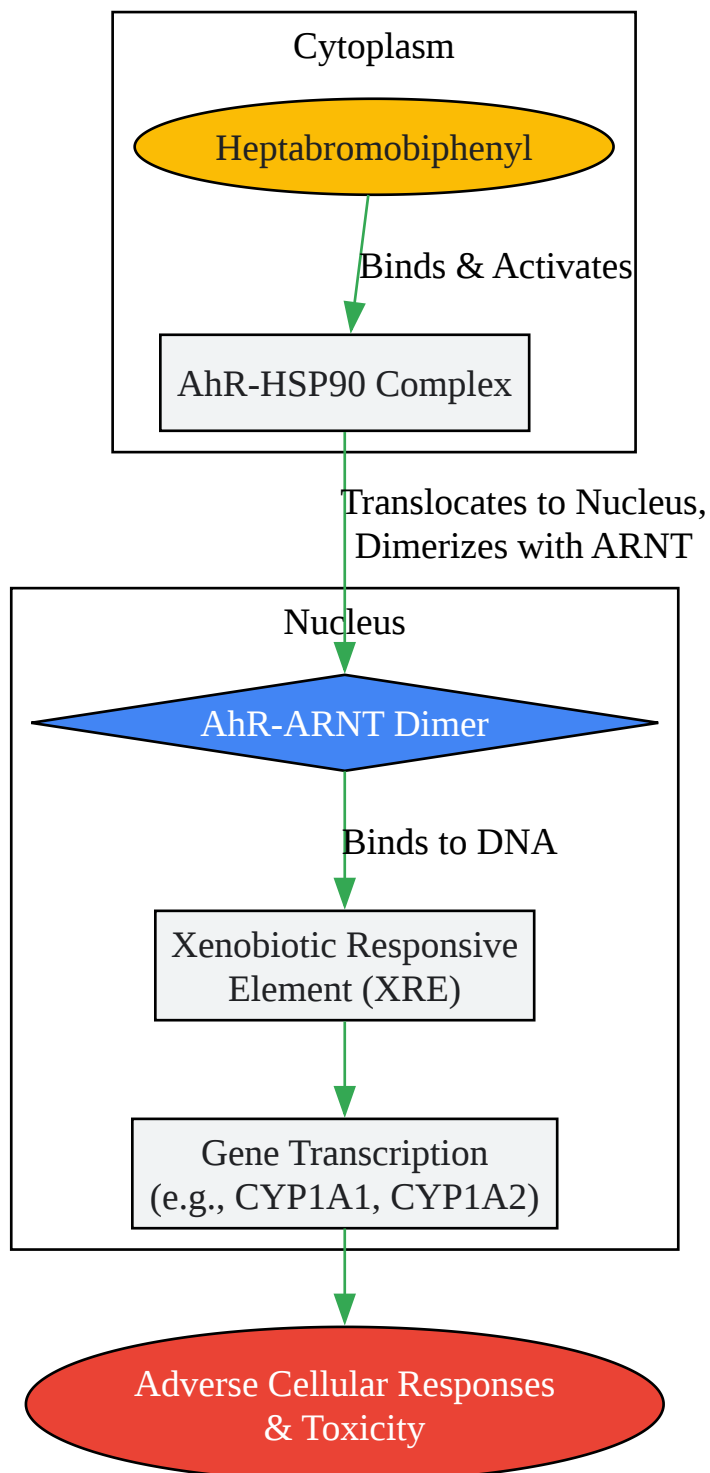 Cytoplasm
Heptabromobiphenyl
Binds & Activates
AhR-HSP90 Complex
Translocates to Nucleus,
Dimerizes with ARNT
Nucleus
AhR-ARNT Dimer
Binds to DNA
Xenobiotic Responsive
Element (XRE)
Gene Transcription
(e.g., CYP1A1, CYP1A2)
Adverse Cellular Responses
& Toxicity